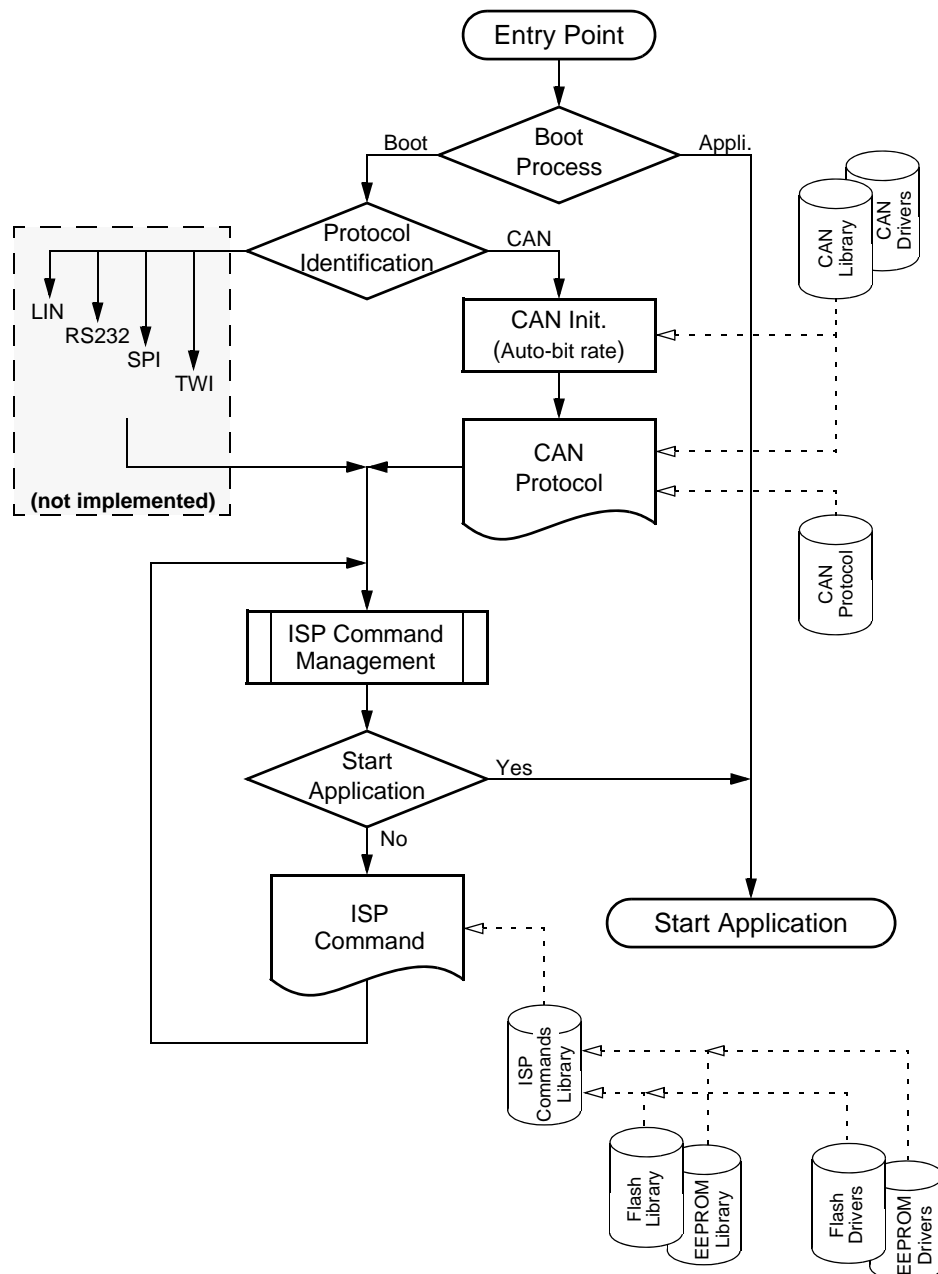 Entry Point
Boot
Process
Boot
Appli.
Protocol
Identification
CAN
CAN
Library
CAN
Drivers
LIN
RS232
SPI
TWI
CAN Init.
(Auto-bit rate)
CAN
Protocol
(not implemented)
CAN
Protocol
ISP Command
Management
Start
Application
Yes
No
ISP
Command
Start Application
ISP
Commands
Library
Flash
Library
EEPROM
Library
Flash
Drivers
EEPROM
Drivers